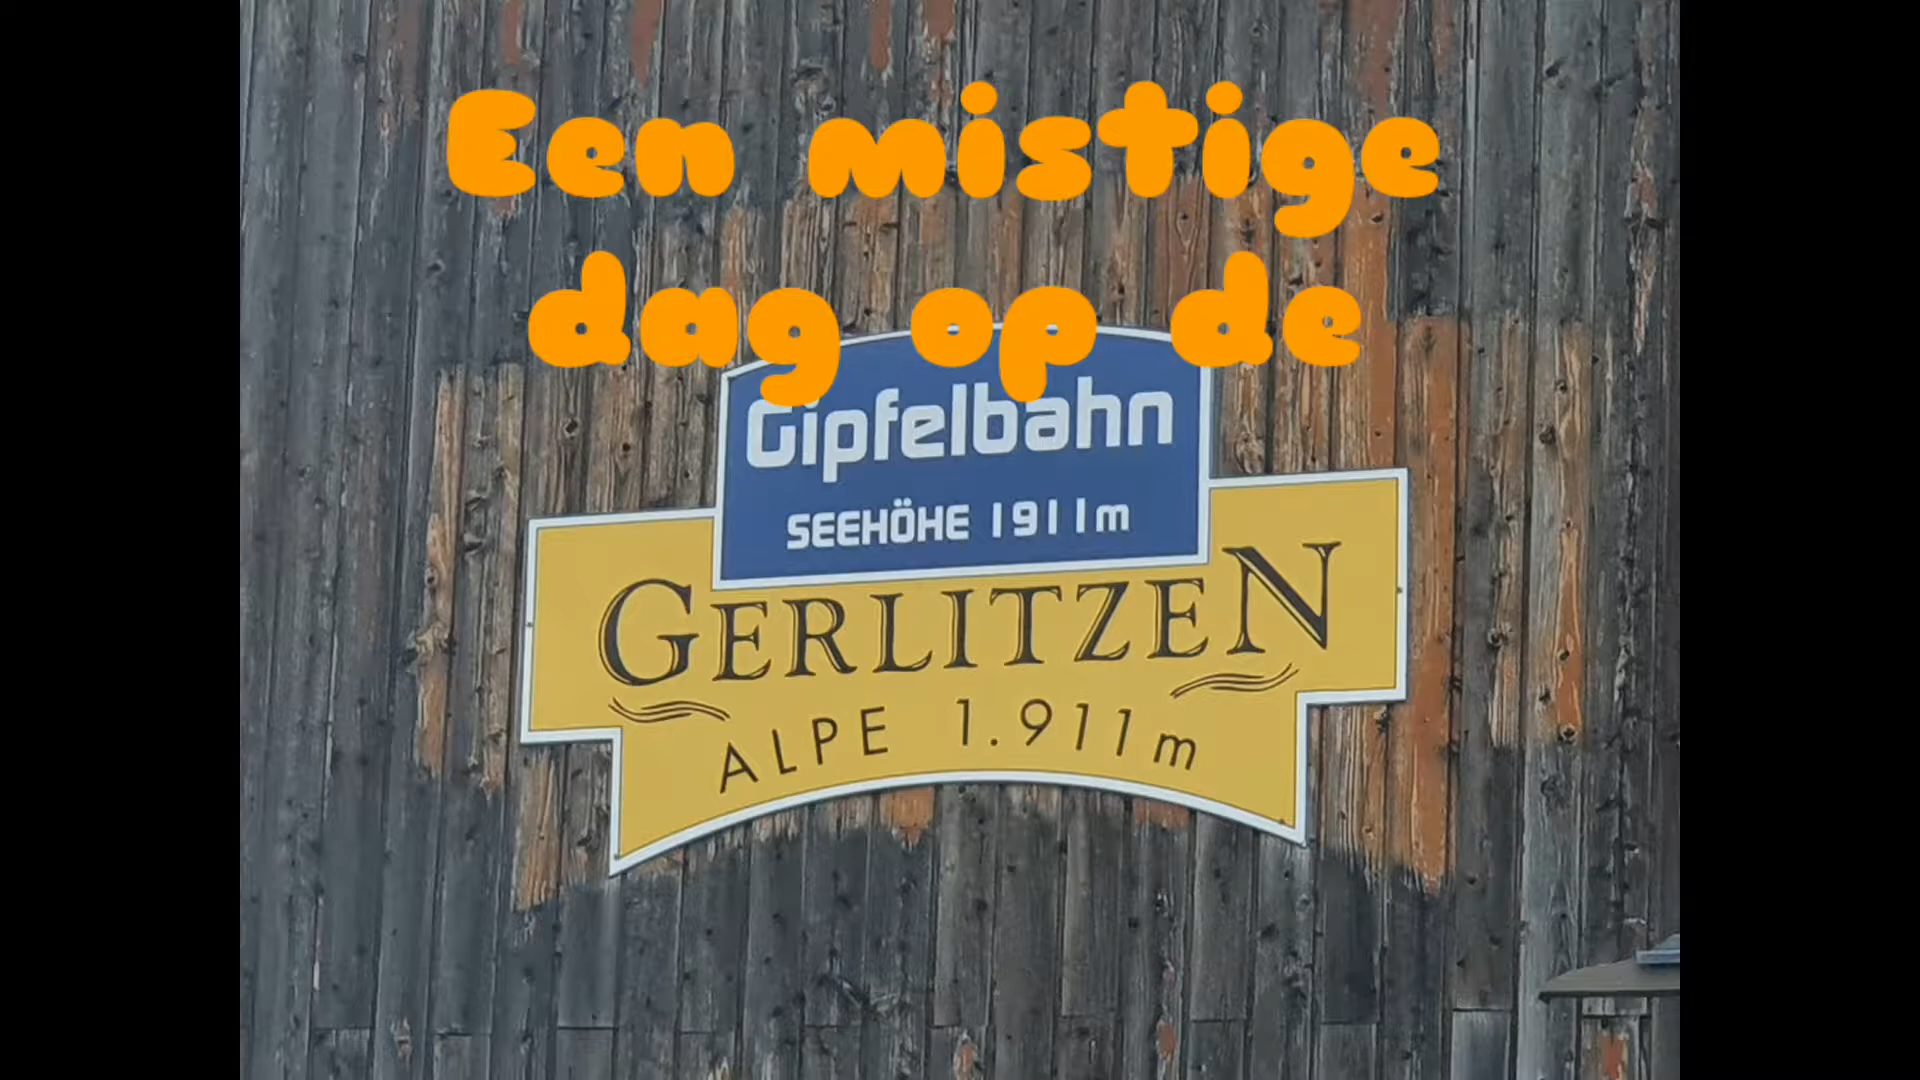 Een mistige
dag op de
Gipfelbahn
SEEHÖHE 1911m
GERLITZEN
ALPE 1.911m